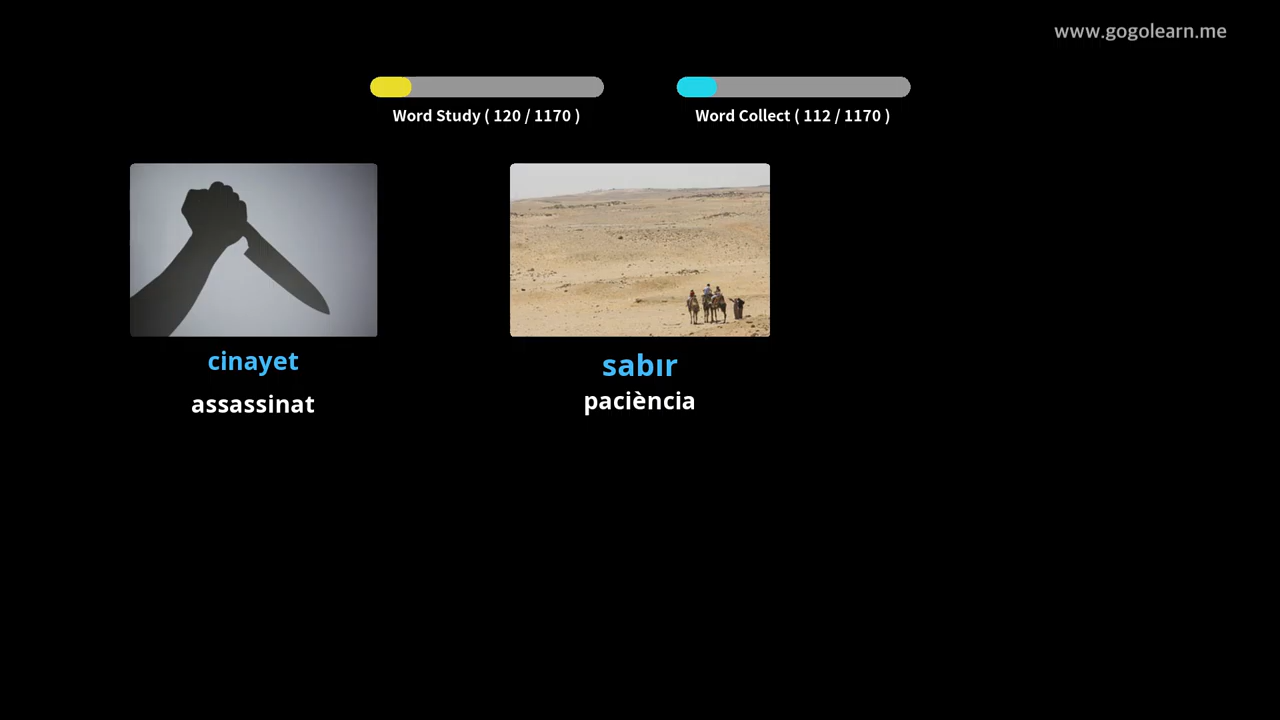 www.gogolearn.me
Word Study ( 120 / 1170 )
Word Collect ( 112 / 1170 )
cinayet
assassinat
sabır
paciència